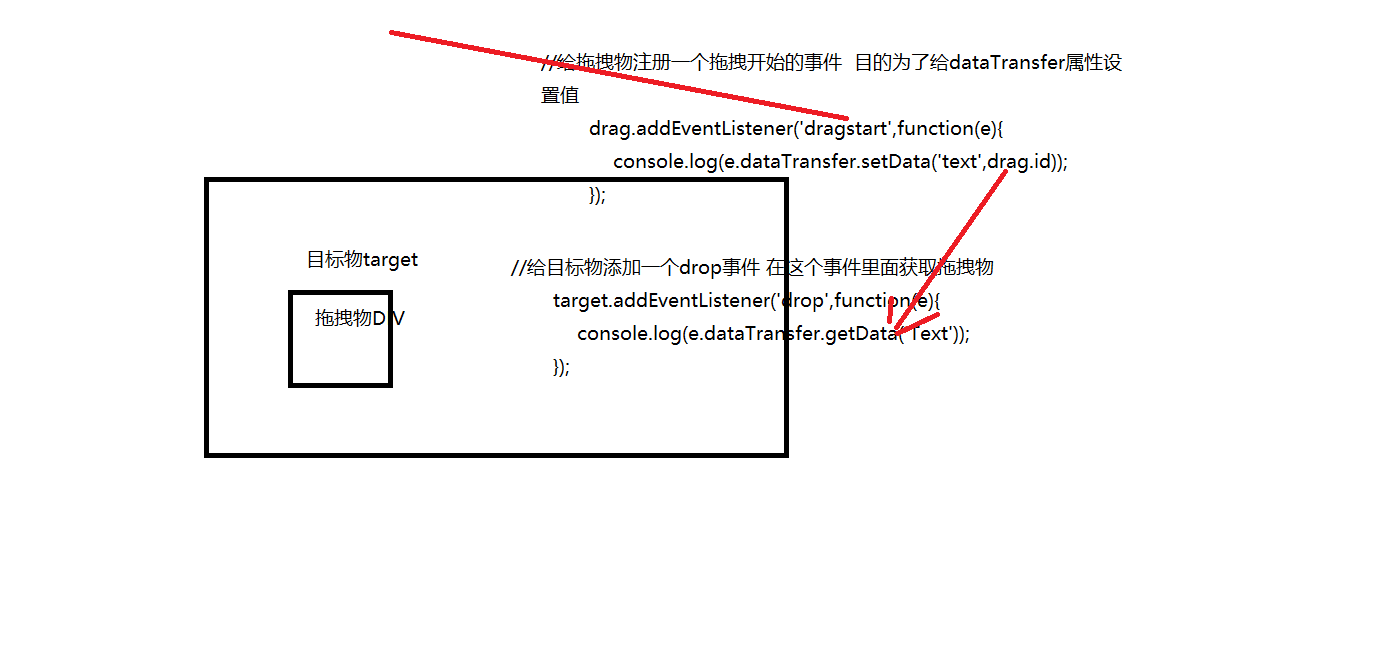 //给拖拽物注册一个拖拽开始的事件  目的为了给dataTransfer属性设
置值
drag.addEventListener('dragstart',function(e){
console.log(e.dataTransfer.setData('text',drag.id));
});
目标物target
拖拽物DIV
//给目标物添加一个drop事件 在这个事件里面获取拖拽物
target.addEventListener('drop',function(e){
console.log(e.dataTransfer.getData('Text'));
});